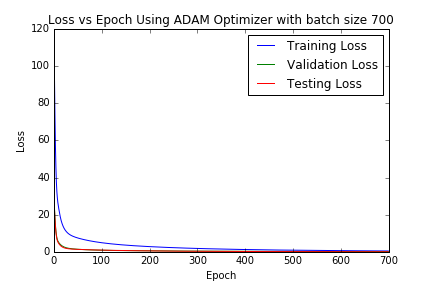 Loss vs Epoch Using ADAM Optimizer with batch size 700
120
100
80
60
40
20
0
Loss
Training Loss
Validation Loss
Testing Loss
0 100 200 300 400 500 600 700
Epoch